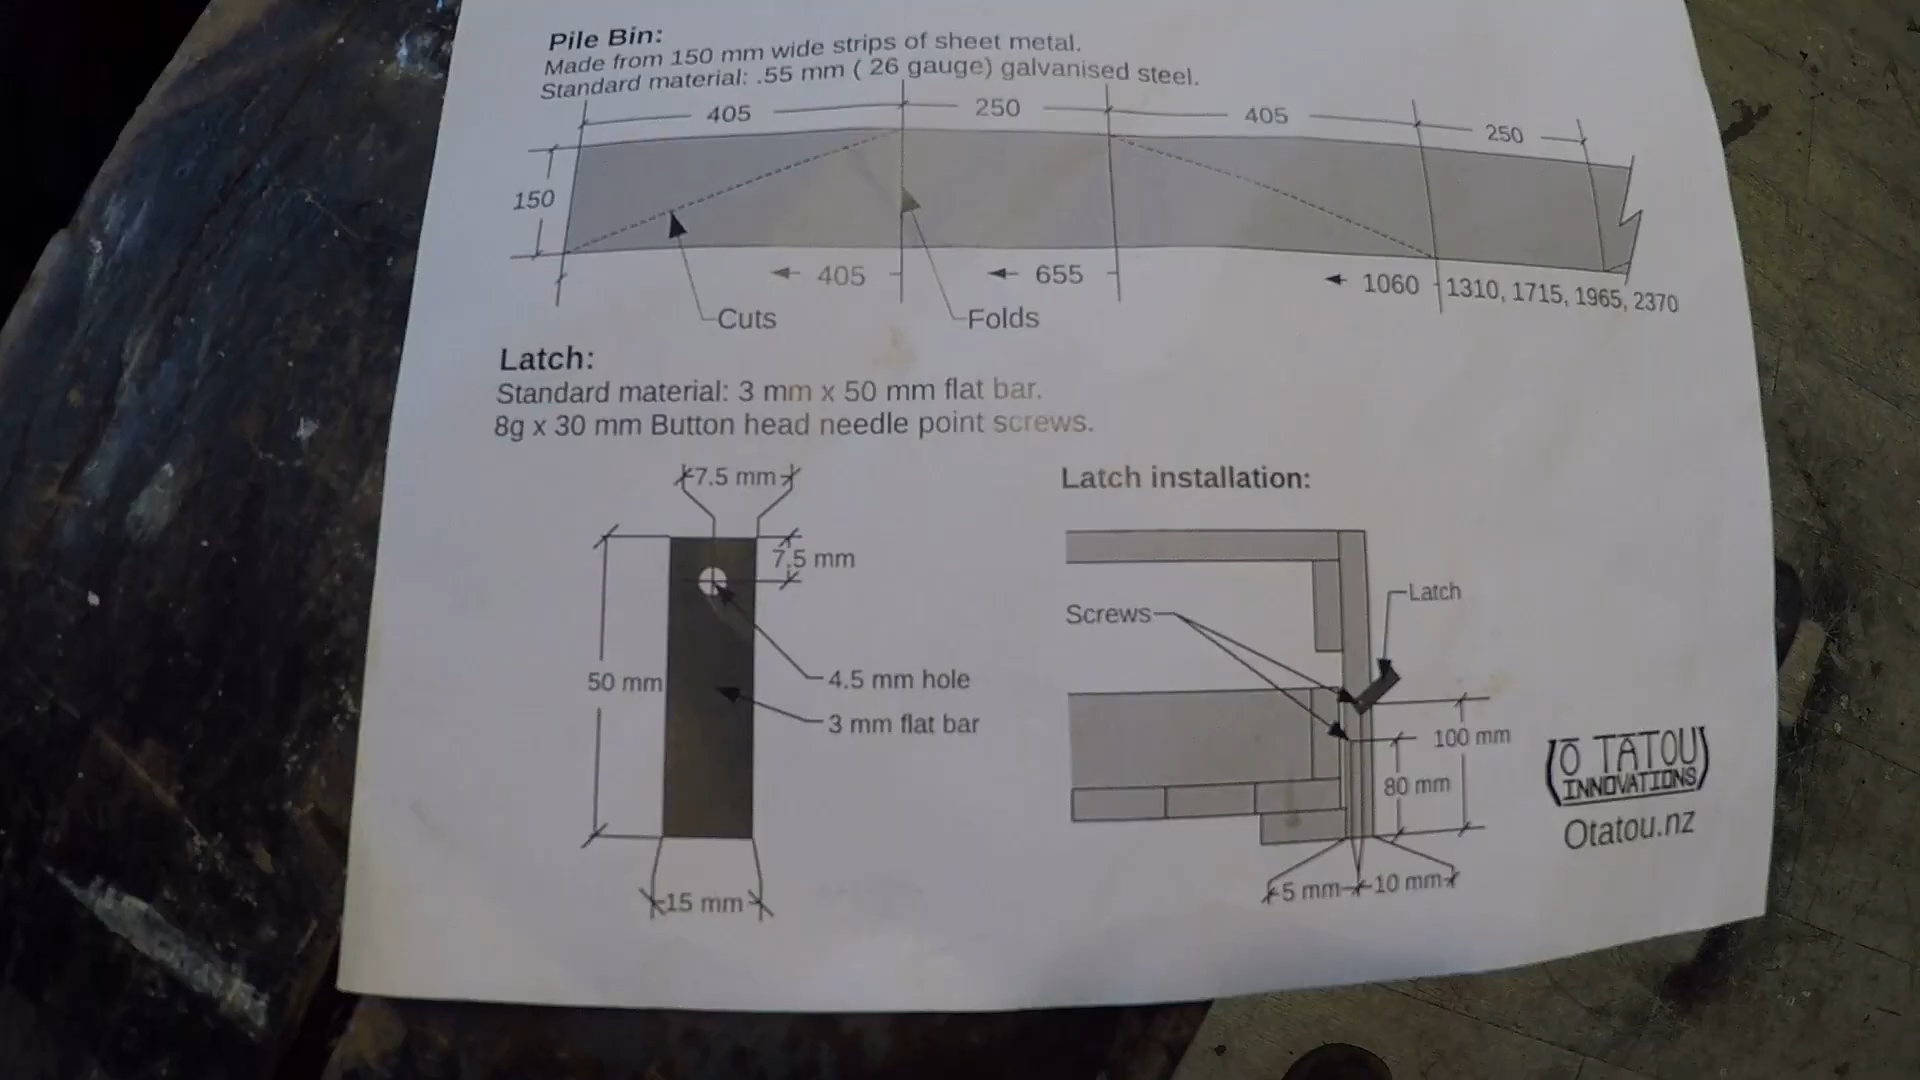 Pile Bin:
Made from 150 mm wide strips of sheet metal.
Standard material: .55 mm ( 26 gauge) galvanised steel.
405 250 405 250
150
405 655 1060 1310, 1715, 1965, 2370
Cuts Folds
Latch:
Standard material: 3 mm x 50 mm flat bar.
8g x 30 mm Button head needle point screws.
7.5 mm
7.5 mm
50 mm
4.5 mm hole
3 mm flat bar
15 mm
Latch installation:
Latch
Screws
100 mm
80 mm
5 mm 10 mm
Ō TĀTOU
INNOVATIONS
Otatou.nz